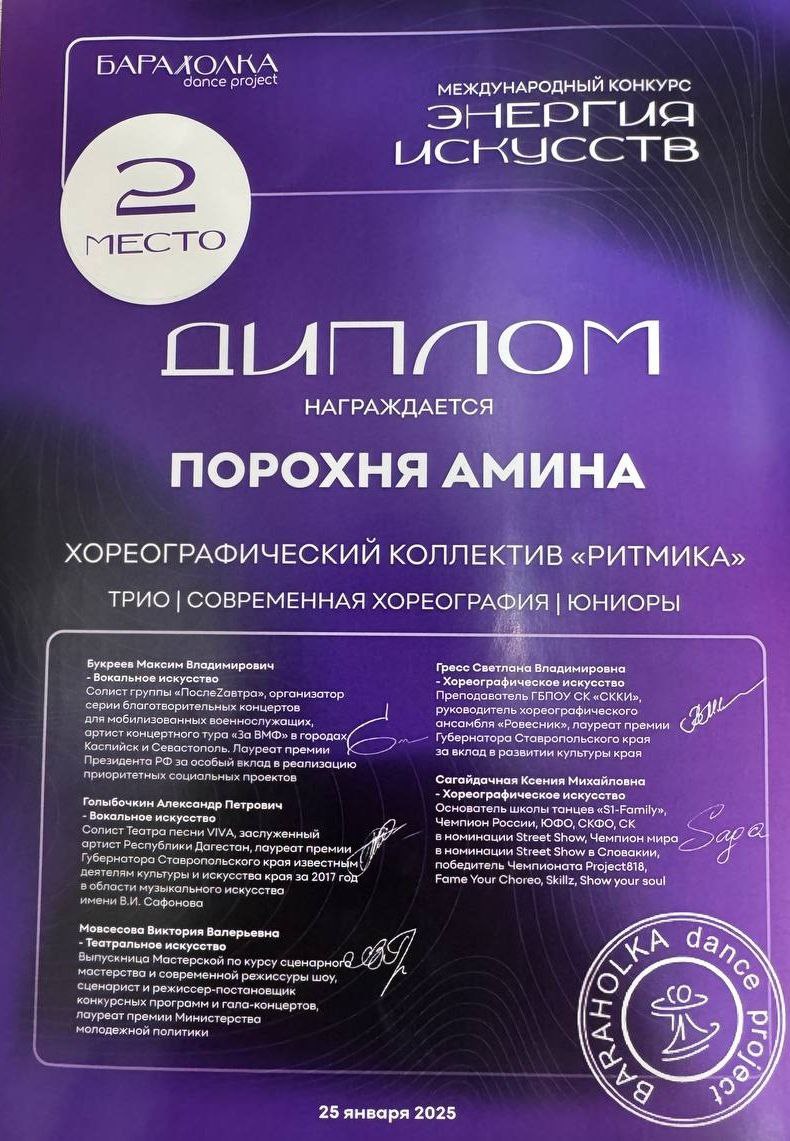 БАРАХОЛКА
dance project
МЕЖДУНАРОДНЫЙ КОНКУРС
ЭНЕРГИЯ
ИСКУССТВ
2
МЕСТО
ДИПЛОМ
НАГРАЖДАЕТСЯ
ПОРОХНЯ АМИНА
ХОРЕОГРАФИЧЕСКИЙ КОЛЛЕКТИВ «РИТМИКА»
ТРИО | СОВРЕМЕННАЯ ХОРЕОГРАФИЯ | ЮНИОРЫ
Букреев Максим Владимирович
- Вокальное искусство
Солист группы «ПослеZавтра», организатор
серии благотворительных концертов
для мобилизованных военнослужащих,
артист концертного тура «За ВМФ» в городах
Каспийск и Севастополь. Лауреат премии
Президента РФ за особый вклад в реализацию
приоритетных социальных проектов
Голыбочкин Александр Петрович
- Вокальное искусство
Солист Театра песни VIVA, заслуженный
артист Республики Дагестан, лауреат премии
Губернатора Ставропольского края известным
деятелям культуры и искусства края за 2017 год
в области музыкального искусства
имени В.И. Сафонова
Мовсесова Виктория Валерьевна
- Театральное искусство
Выпускница Мастерской по курсу сценарного
мастерства и современной режиссуры шоу,
сценарист и режиссер-постановщик
конкурсных программ и гала-концертов,
лауреат премии Министерства
молодежной политики
Гресс Светлана Владимировна
- Хореографическое искусство
Преподаватель ГБПОУ СК «СККИ»,
руководитель хореографического
ансамбля «Ровесник», лауреат премии
Губернатора Ставропольского края
за вклад в развитии культуры края
Сагайдачная Ксения Михайловна
- Хореографическое искусство
Основатель школы танцев «S1-Family»,
Чемпион России, ЮФО, СКФО, СК
в номинации Street Show, Чемпион мира
в номинации Street Show в Словакии,
победитель Чемпионата Project818,
Fame Your Choreo, Skillz, Show your soul
BARAHOLKA dance project
25 января 2025